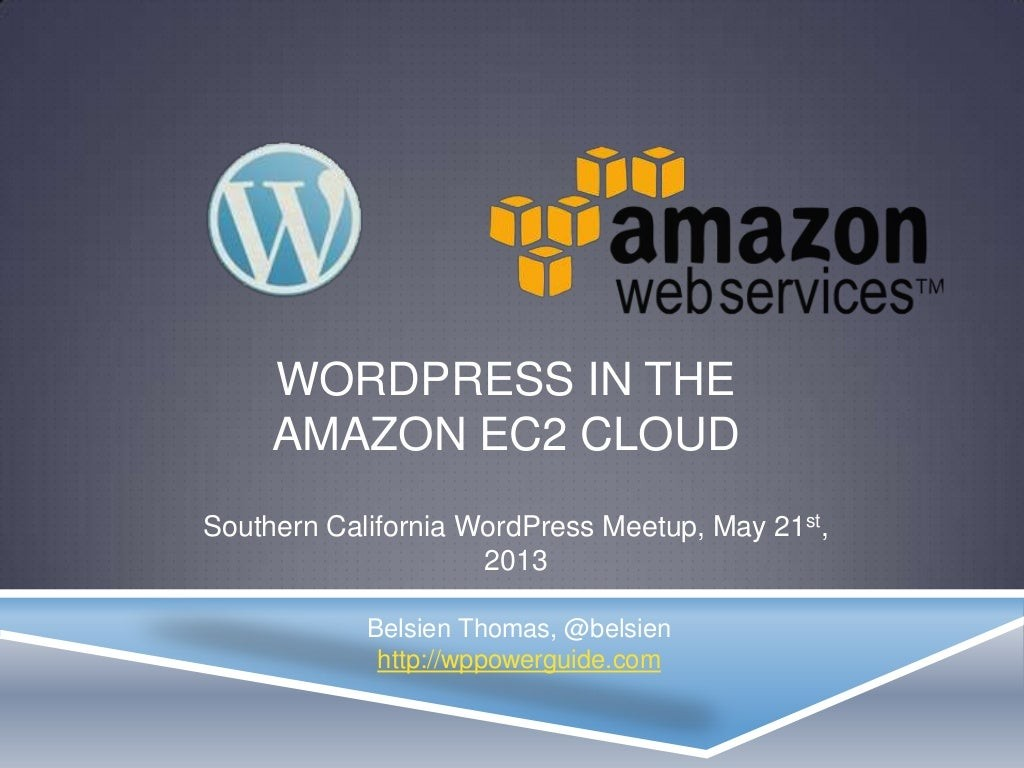 W
amazon
webservices™
WORDPRESS IN THE
AMAZON EC2 CLOUD
Southern California WordPress Meetup, May 21st,
2013
Belsien Thomas, @belsien
http://wppowerguide.com